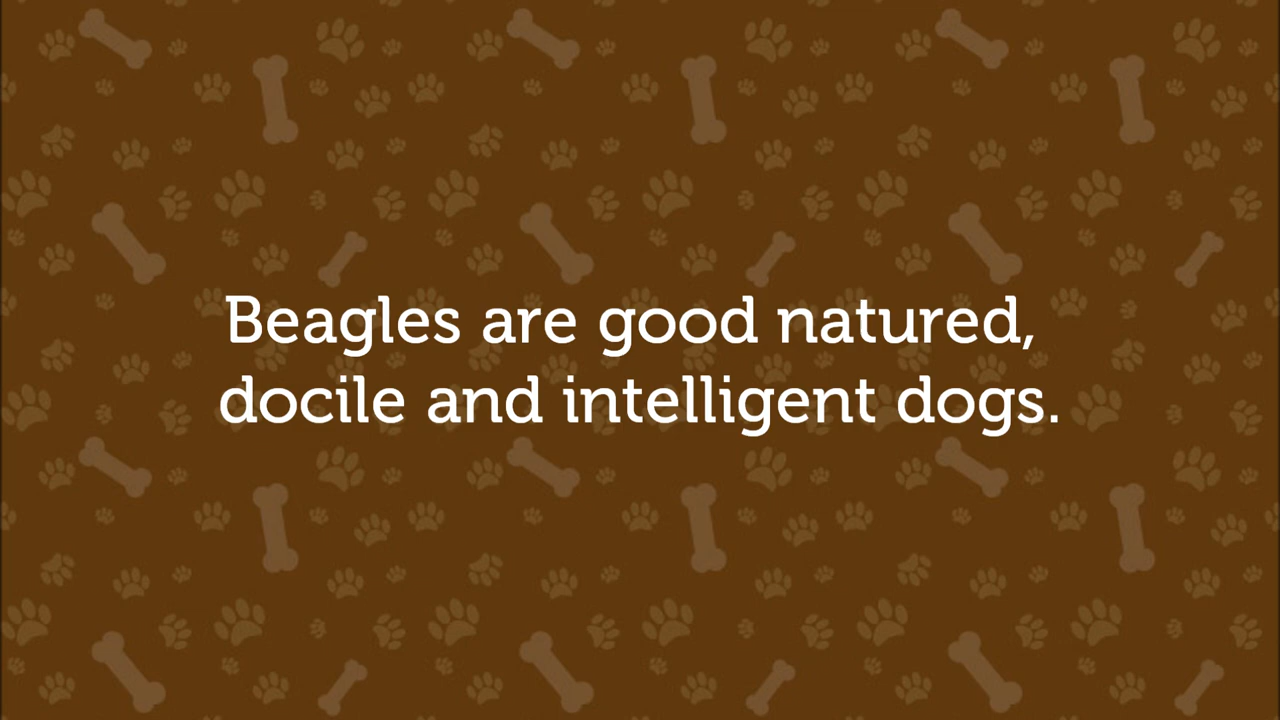 Beagles are good natured,
docile and intelligent dogs.